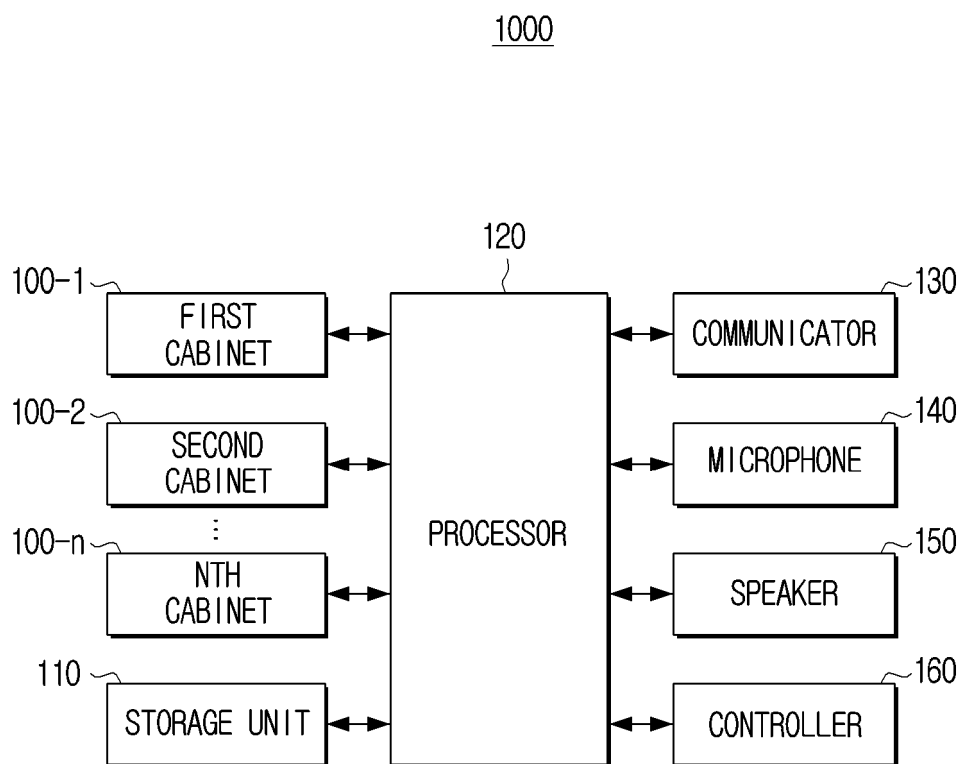 1000
120
100-1
FIRST
CABINET
130
COMMUNICATOR
100-2
SECOND
CABINET
140
MICROPHONE
⋮
PROCESSOR
100-n
NTH
CABINET
150
SPEAKER
110
STORAGE UNIT
160
CONTROLLER